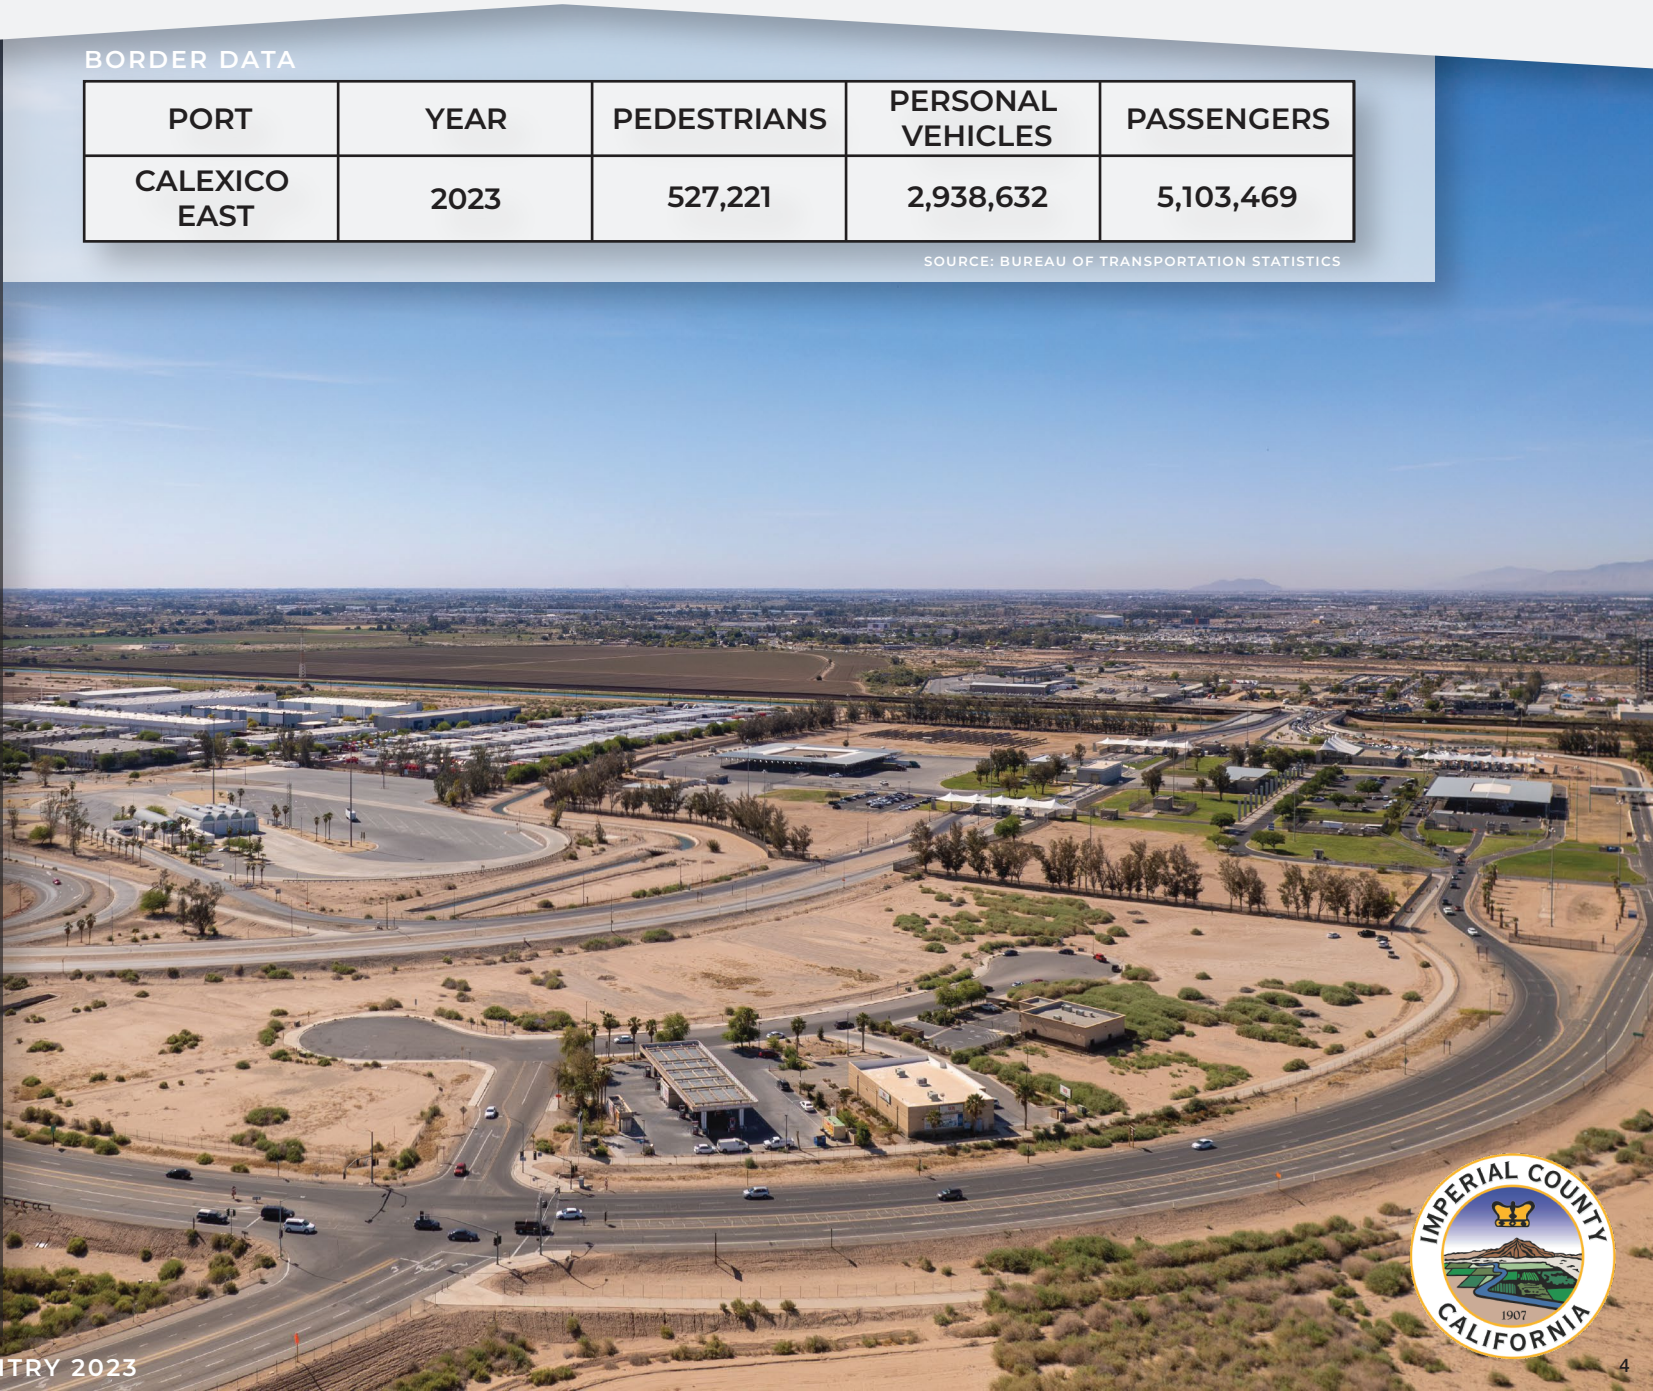 BORDER DATA
PORT YEAR PEDESTRIANS PERSONAL VEHICLES PASSENGERS
CALEXICO EAST 2023 527,221 2,938,632 5,103,469
SOURCE: BUREAU OF TRANSPORTATION STATISTICS
IMPERIAL COUNTY
1907
CALIFORNIA
NTRY 2023
4